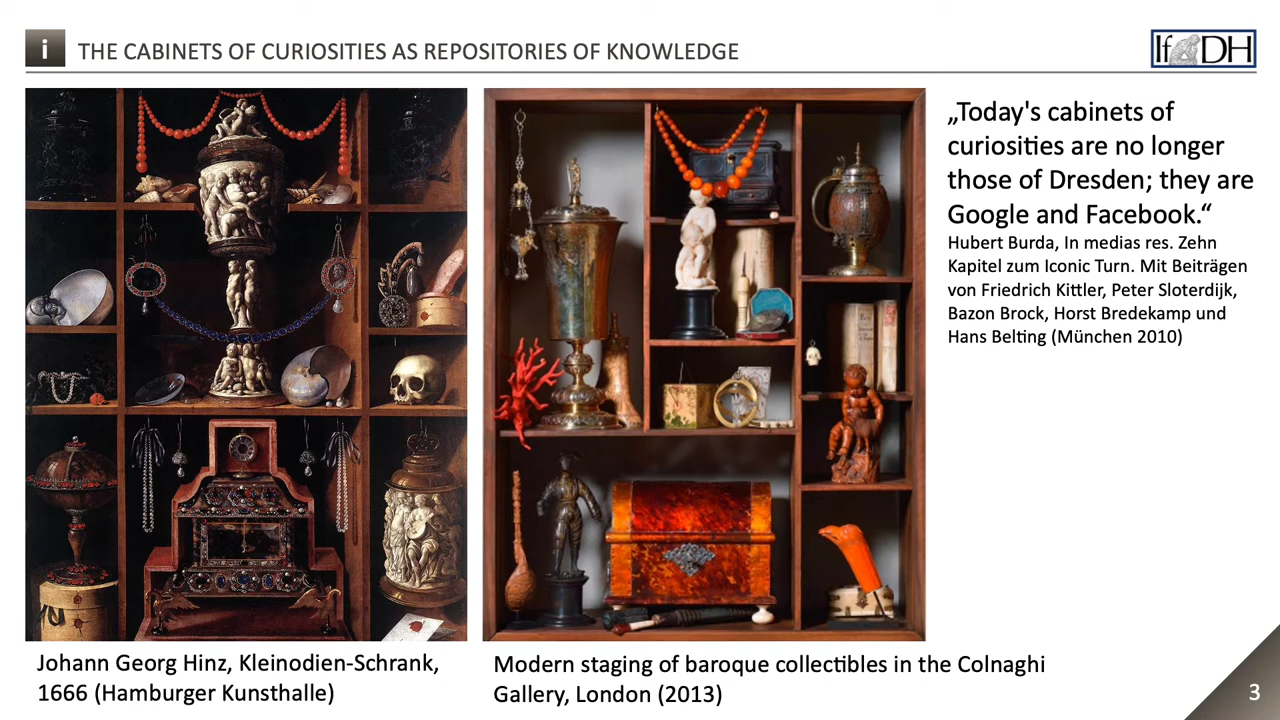 i
THE CABINETS OF CURIOSITIES AS REPOSITORIES OF KNOWLEDGE
IfDH
„Today's cabinets of
curiosities are no longer
those of Dresden; they are
Google and Facebook.“
Hubert Burda, In medias res. Zehn
Kapitel zum Iconic Turn. Mit Beiträgen
von Friedrich Kittler, Peter Sloterdijk,
Bazon Brock, Horst Bredekamp und
Hans Belting (München 2010)
Johann Georg Hinz, Kleinodien-Schrank,
1666 (Hamburger Kunsthalle)
Modern staging of baroque collectibles in the Colnaghi
Gallery, London (2013)
3